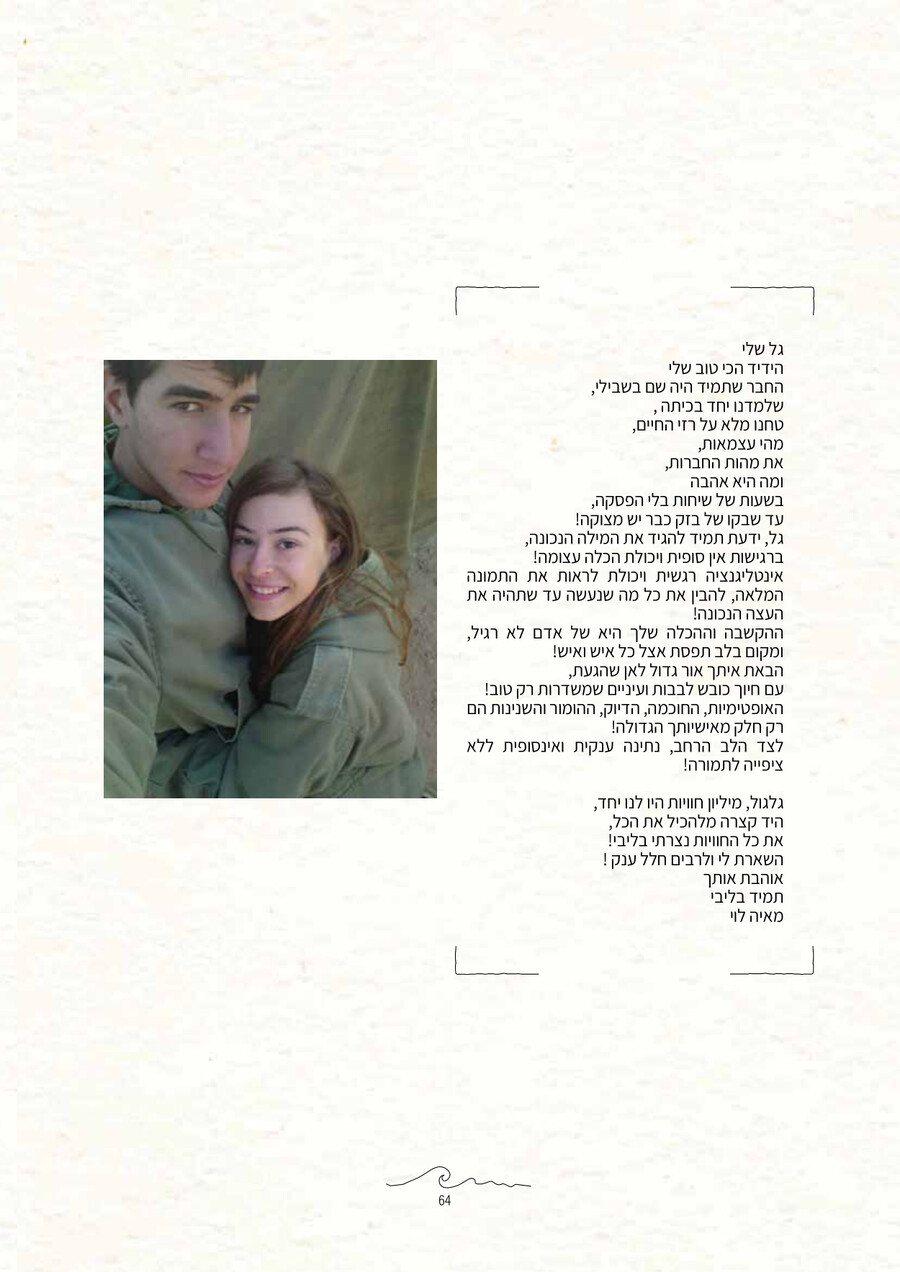 גל שלי
הידיד הכי טוב שלי
החבר שתמיד היה שם בשבילי,
שלמדנו יחד בכיתה ,
טחנו מלא על רזי החיים,
מהי עצמאות,
את מהות החברות,
ומה היא אהבה
בשעות של שיחות בלי הפסקה,
עד שבקו של בזק כבר יש מצוקה!
גל, ידעת תמיד להגיד את המילה הנכונה,
ברגישות אין סופית ויכולת הכלה עצומה!
אינטליגנציה רגשית ויכולת לראות את התמונה
המלאה, להבין את כל מה שנעשה עד שתהיה את
העצה הנכונה!
ההקשבה וההכלה שלך היא של אדם לא רגיל,
ומקום בלב תפסת אצל כל איש ואיש!
הבאת איתך אור גדול לאן שהגעת,
עם חיוך כובש לבבות ועיניים שמשדרות רק טוב!
האופטימיות, החוכמה, הדיוק, ההומור והשנינות הם
רק חלק מאישיותך הגדולה!
לצד הלב הרחב, נתינה ענקית ואינסופית ללא
ציפייה לתמורה!
גלגול, מיליון חוויות היו לנו יחד,
היד קצרה מלהכיל את הכל,
את כל החוויות נצרתי בליבי!
השארת לי ולרבים חלל ענק !
אוהבת אותך
תמיד בליבי
מאיה לוי
64